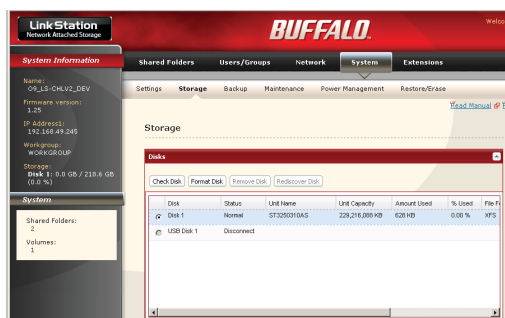 LinkStation
Network Attached Storage
BUFFALO
Welco
System Information
Shared Folders Users/Groups Network System Extensions
Name:
O9_LS-CHLV2_DEV
Firmware version:
1.25
IP Address1:
192.168.49.245
Workgroup:
WORKGROUP
Storage:
Disk 1: 0.0 GB / 218.6 GB
(0.0 %)
System
Shared Folders:
2
Volumes:
1
Settings Storage Backup Maintenance Power Management Restore/Erase
Read Manual
Storage
Disks
Check Disk Format Disk Remove Disk Rediscover Disk
Disk Status Unit Name Unit Capacity Amount Used % Used File Fo
Disk 1 Normal ST3250310AS 229,216,088 KB 628 KB 0.00 % XFS
USB Disk 1 Disconnect